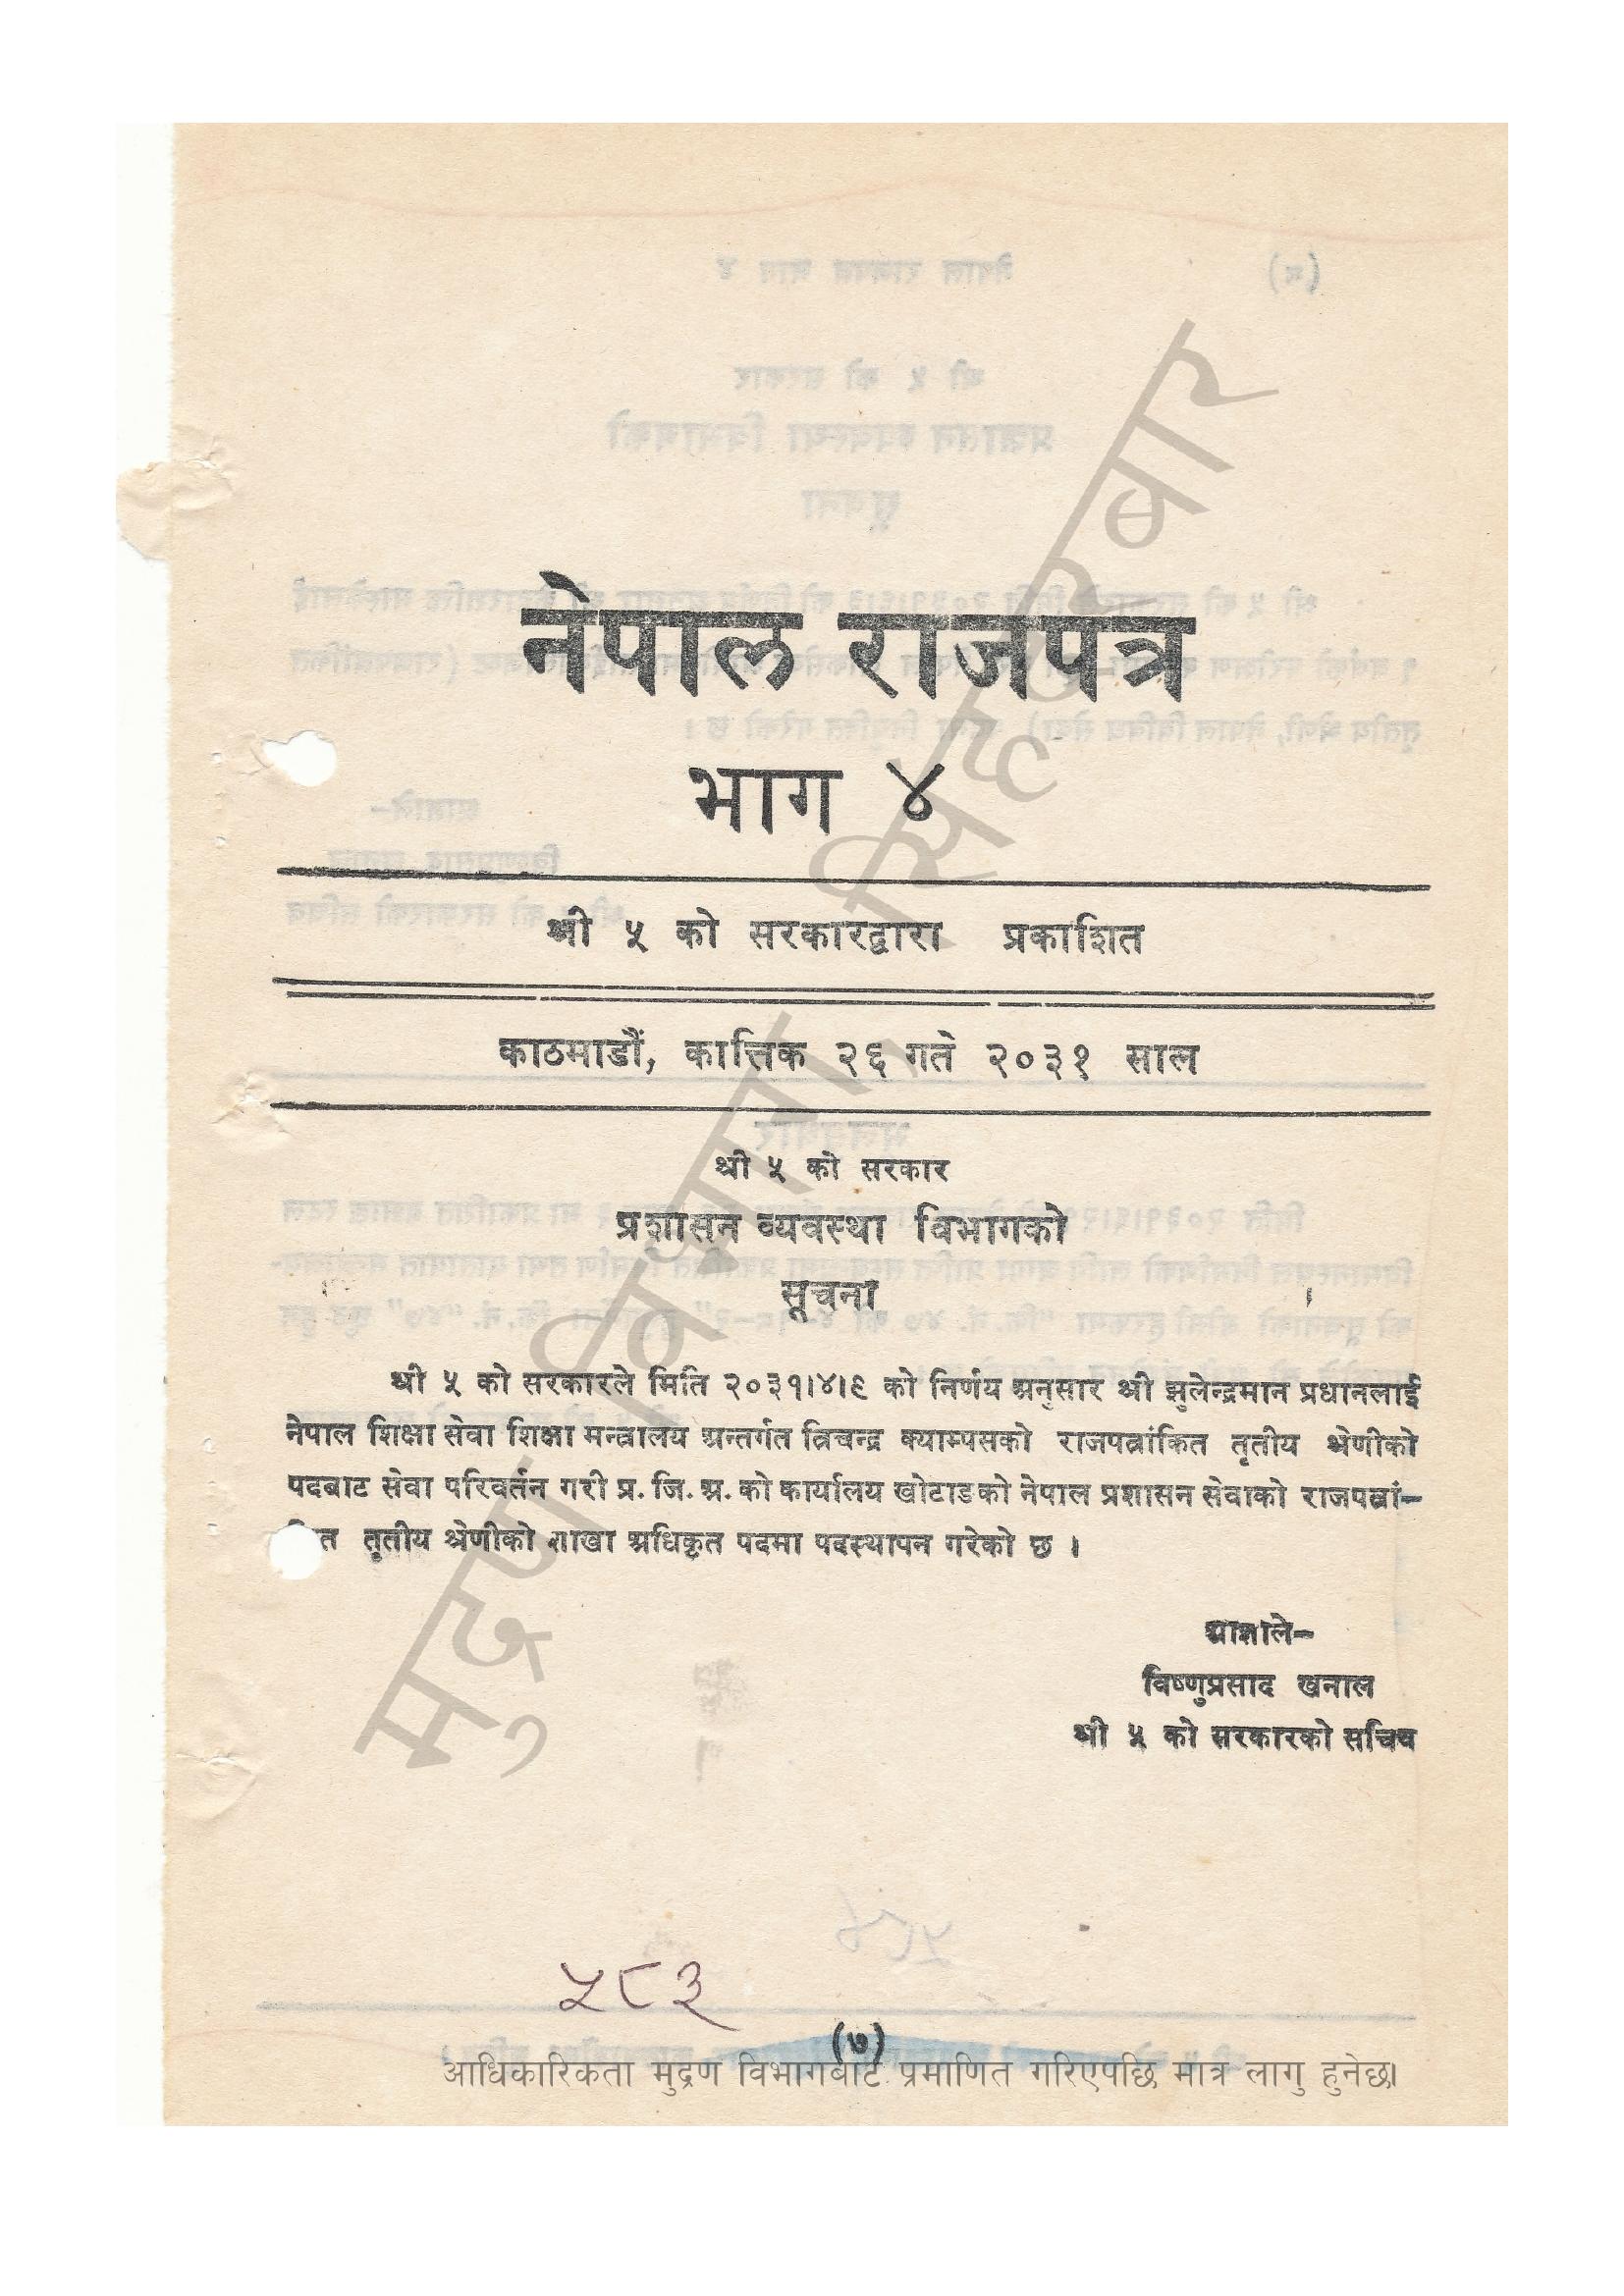 नेपाल राजपत्र
भाग ४
श्री ५ को सरकारद्वारा प्रकाशित
काठमाडौं, कात्तिक २६ गते २०३१ साल
श्री ५ को सरकार
प्रशासन व्यवस्था विभागको
सूचना
श्री ५ को सरकारले मिति २०३१।४।९ को निर्णय अनुसार श्री झुलेन्द्रमान प्रधानलाई
नेपाल शिक्षा सेवा शिक्षा मन्त्रालय अन्तर्गत त्रिचन्द्र क्याम्पसको राजपत्रांकित तृतीय श्रेणीको
पदबाट सेवा परिवर्तन गरी प्र. जि. अ. को कार्यालय खोटाङको नेपाल प्रशासन सेवाको राजपत्रां-
त तृतीय श्रेणीको शाखा अधिकृत पदमा पदस्थापन गरेको छ ।
आज्ञाले-
विष्णुप्रसाद खनाल
श्री ५ को सरकारको सचिव
५८३
(७)
आधिकारिकता मुद्रण विभागबाट प्रमाणित गरिएपछि मात्र लागु हुनेछ।
मुद्रण विभाग, सिंहदरबार